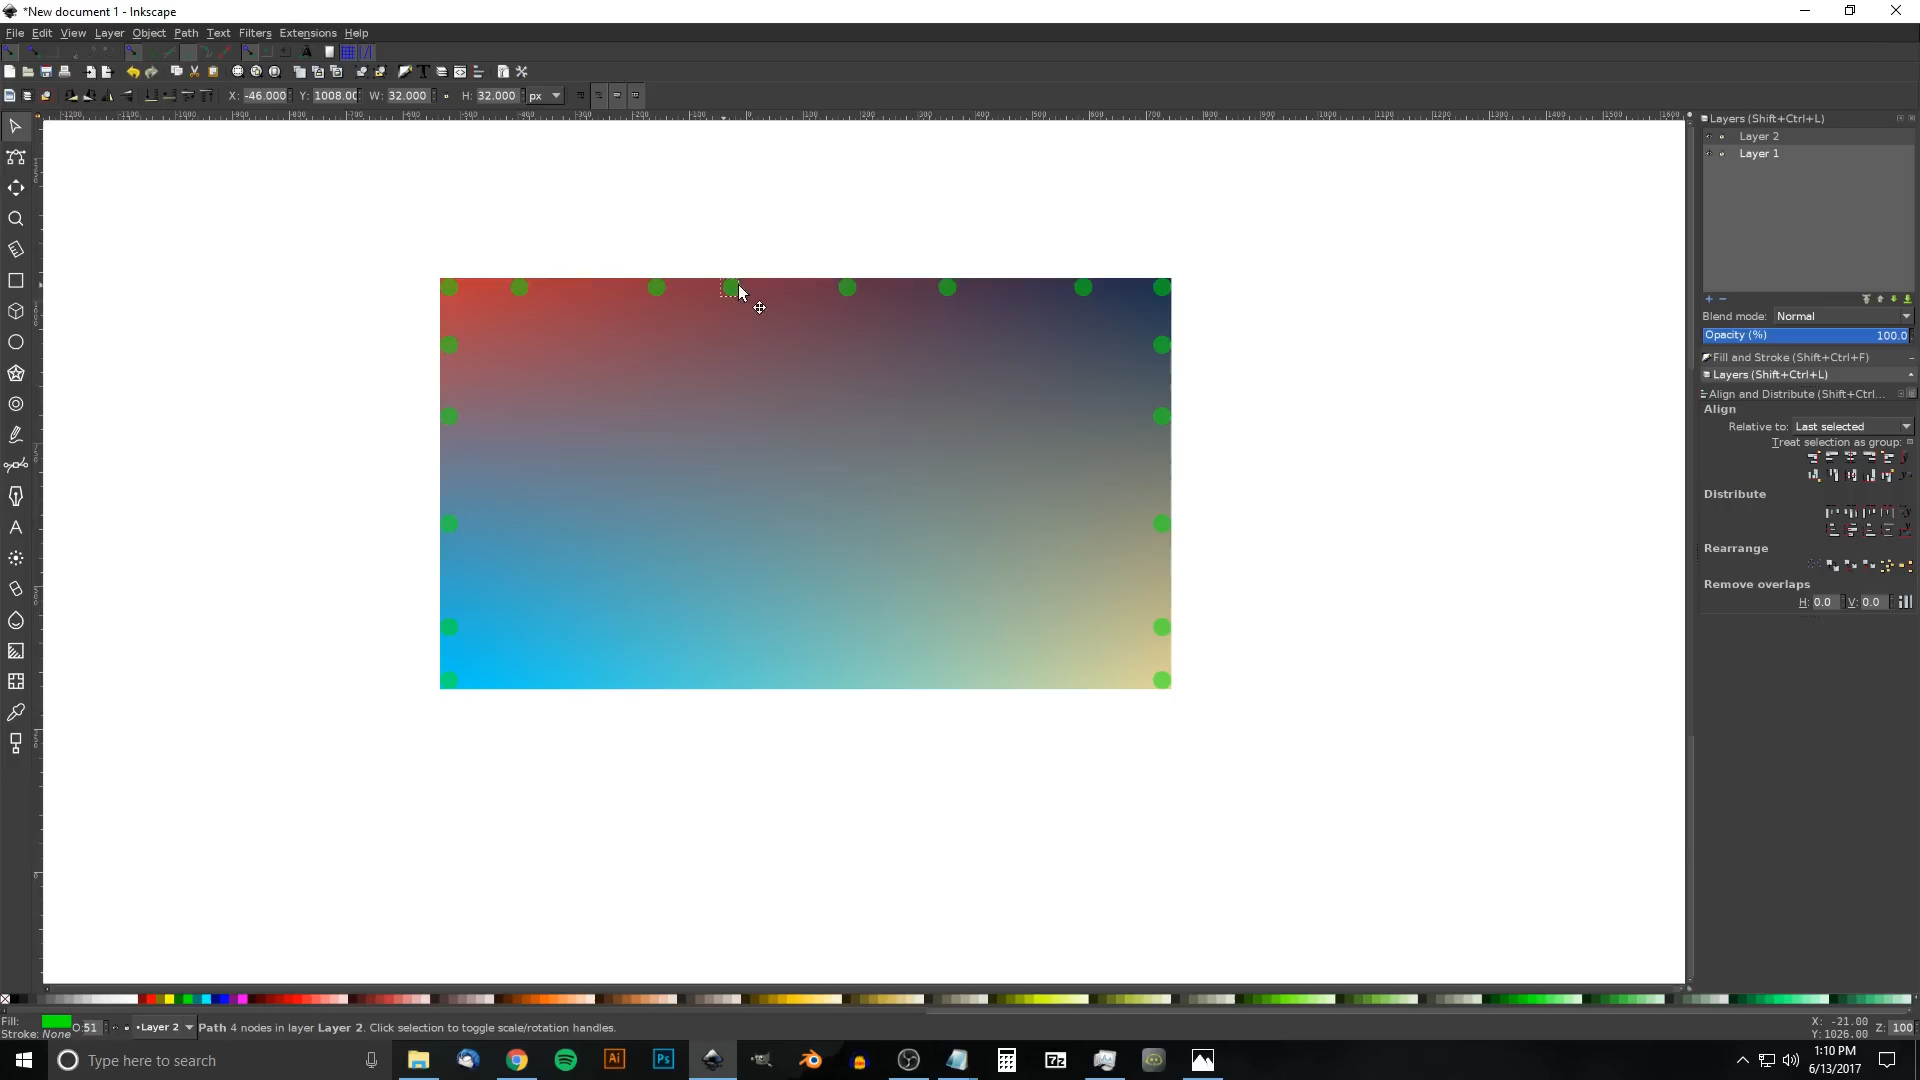 *New document 1 - Inkscape
File Edit View Layer Object Path Text Filters Extensions Help
X: -46.000 Y: 1008.00 W: 32.000 H: 32.000 px
Layers (Shift+Ctrl+L)
Layer 2
Layer 1
Blend mode: Normal
Opacity (%) 100.0
Fill and Stroke (Shift+Ctrl+F)
Layers (Shift+Ctrl+L)
Align and Distribute (Shift+Ctrl...
Align
Relative to: Last selected
Treat selection as group:
Distribute
Rearrange
Remove overlaps
H: 0.0 V: 0.0
Fill: O:51 •Layer 2 Path 4 nodes in layer Layer 2. Click selection to toggle scale/rotation handles.
Stroke: None
X: -21.00
Y: 1026.00
Z: 100
Type here to search
Ai
Ps
7z
1:10 PM
6/13/2017